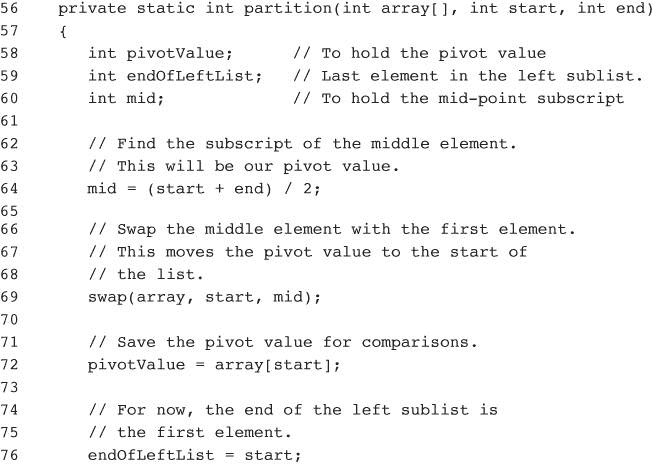 56    private static int partition(int array[], int start, int end)
57    {
58       int pivotValue;      // To hold the pivot value
59       int endOfLeftList;   // Last element in the left sublist.
60       int mid;             // To hold the mid-point subscript
61
62       // Find the subscript of the middle element.
63       // This will be our pivot value.
64       mid = (start + end) / 2;
65
66       // Swap the middle element with the first element.
67       // This moves the pivot value to the start of
68       // the list.
69       swap(array, start, mid);
70
71       // Save the pivot value for comparisons.
72       pivotValue = array[start];
73
74       // For now, the end of the left sublist is
75       // the first element.
76       endOfLeftList = start;